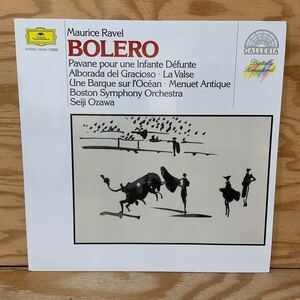 Maurice Ravel
BOLERO
Pavane pour une Infante Défunte
Alborada del Gracioso · La Valse
Une Barque sur l'Océan · Menuet Antique
Boston Symphony Orchestra
Seiji Ozawa
GALLERIA
Digitally
Remastered